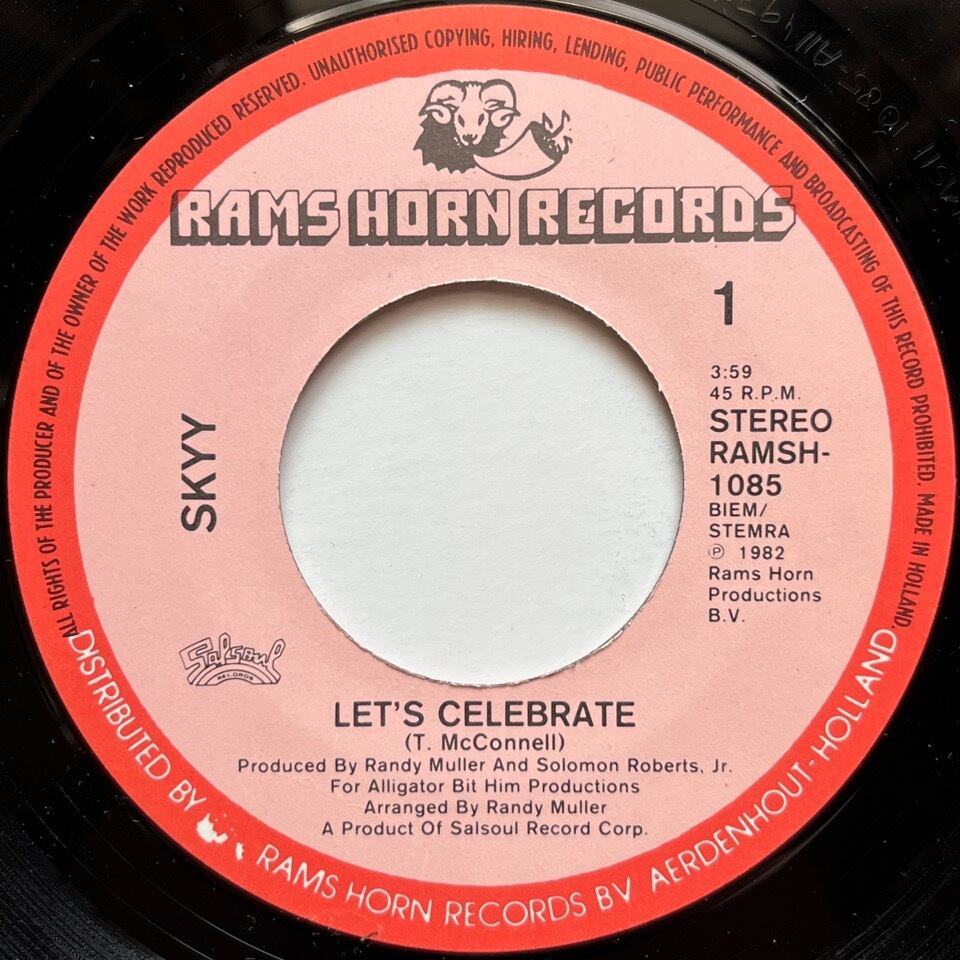 ALL RIGHTS OF THE PRODUCER AND OF THE OWNER OF THE WORK REPRODUCED RESERVED. UNAUTHORISED COPYING, HIRING, LENDING, PUBLIC PERFORMANCE AND BROADCASTING OF THIS RECORD PROHIBITED. MADE IN HOLLAND.
RAMS HORN RECORDS
1
3:59
45 R.P.M.
STEREO
RAMSH-
1085
BIEM/
STEMRA
℗ 1982
Rams Horn
Productions
B.V.
SKYY
Salsoul
RECORDS
LET'S CELEBRATE
(T. McConnell)
Produced By Randy Muller And Solomon Roberts, Jr.
For Alligator Bit Him Productions
Arranged By Randy Muller
A Product Of Salsoul Record Corp.
DISTRIBUTED BY RAMS HORN RECORDS BV AERDENHOUT-HOLLAND